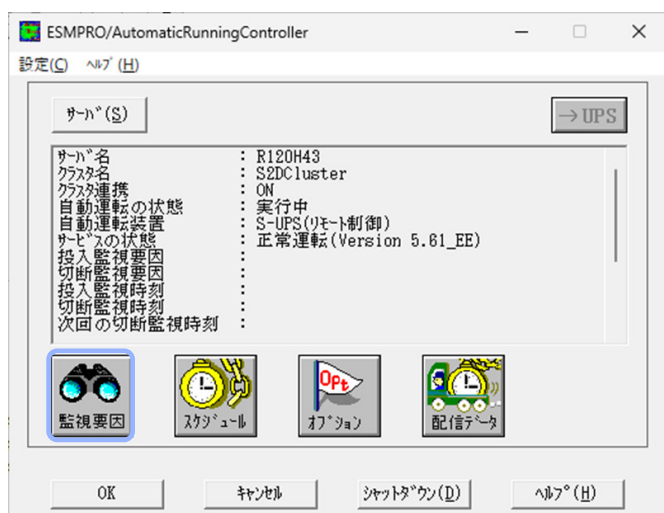 ESMPRO/AutomaticRunningController
設定(C) ヘルプ(H)
サーバ(S)
→UPS
サーバ名 : R120H43
クラスタ名 : S2DCluster
クラスタ連携 : ON
自動運転の状態 : 実行中
自動運転装置 : S-UPS(リモート制御)
サービスの状態 : 正常運転(Version 5.61_EE)
投入監視要因 :
切断監視要因 :
投入監視時刻 :
切断監視時刻 :
次回の切断監視時刻 :
Opt
監視要因 スケジュール オプション 配信データ
OK キャンセル シャットダウン(D) ヘルプ(H)